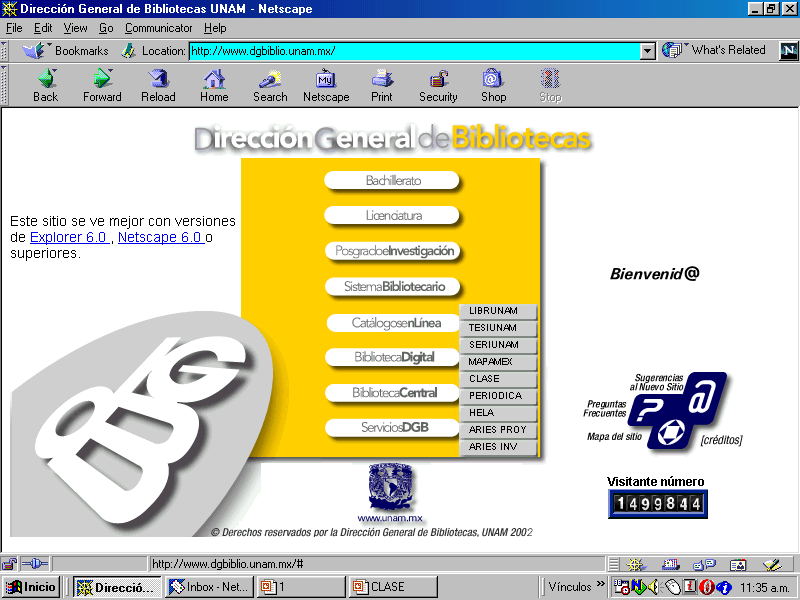 Dirección General de Bibliotecas UNAM - Netscape
File Edit View Go Communicator Help
Bookmarks Location: http://www.dgbiblio.unam.mx/ What's Related N
Back Forward Reload Home Search Netscape Print Security Shop Stop
My
DirecciónGeneraldeBibliotecas
Bachillerato
Licenciatura
PosgradoeInvestigación
SistemaBibliotecario
CatálogosenLínea
BibliotecaDigital
BibliotecaCentral
ServiciosDGB
LIBRUNAM
TESIUNAM
SERIUNAM
MAPAMEX
CLASE
PERIODICA
HELA
ARIES PROY
ARIES INV
Este sitio se ve mejor con versiones
de Explorer 6.0 , Netscape 6.0 o
superiores.
DGB
Bienvenid@
Sugerencias
al Nuevo Sitio
@
Preguntas
Frecuentes
?
Mapa del sitio
[créditos]
Visitante número
1499844
www.unam.mx
© Derechos reservados por la Dirección General de Bibliotecas, UNAM 2002
http://www.dgbiblio.unam.mx/#
Inicio Direcció... Inbox - Net... 1 CLASE Vínculos » 11:35 a.m.